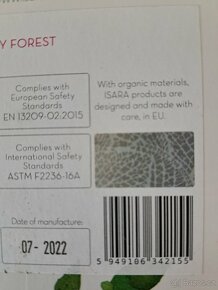 Y FOREST
Complies with
European Safety
Standards
EN 13209-02:2015
With organic materials,
ISARA products are
designed and made with
care, in EU.
Complies with
International Safety
Standards
ASTM F2236-16A
Date of manufacture:
07- 2022
5 949106 342155